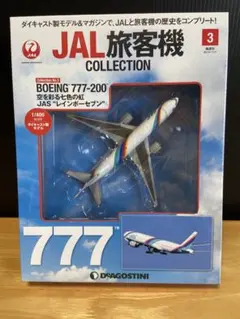 ダイキャスト製モデル&マガジンで、JALと旅客機の歴史をコンプリート!
JAL旅客機
COLLECTION
3
BOEING 777-200
空を彩る七色の虹
JAS “レインボーセブン”
1/400
777
DEAGOSTINI